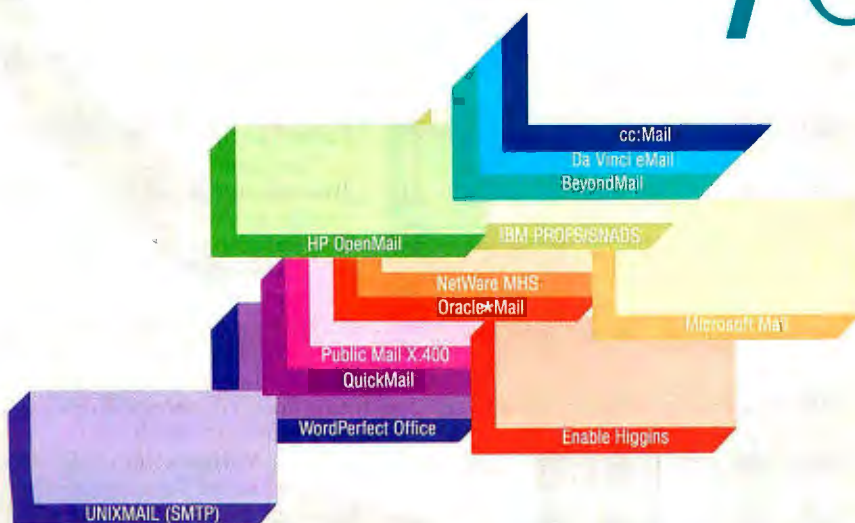 cc:Mail
Da Vinci eMail
BeyondMail
HP OpenMail
IBM PROFS/SNADS
NetWare MHS
Oracle*Mail
Microsoft Mail
Public Mail X.400
QuickMail
WordPerfect Office
Enable Higgins
UNIXMAIL (SMTP)